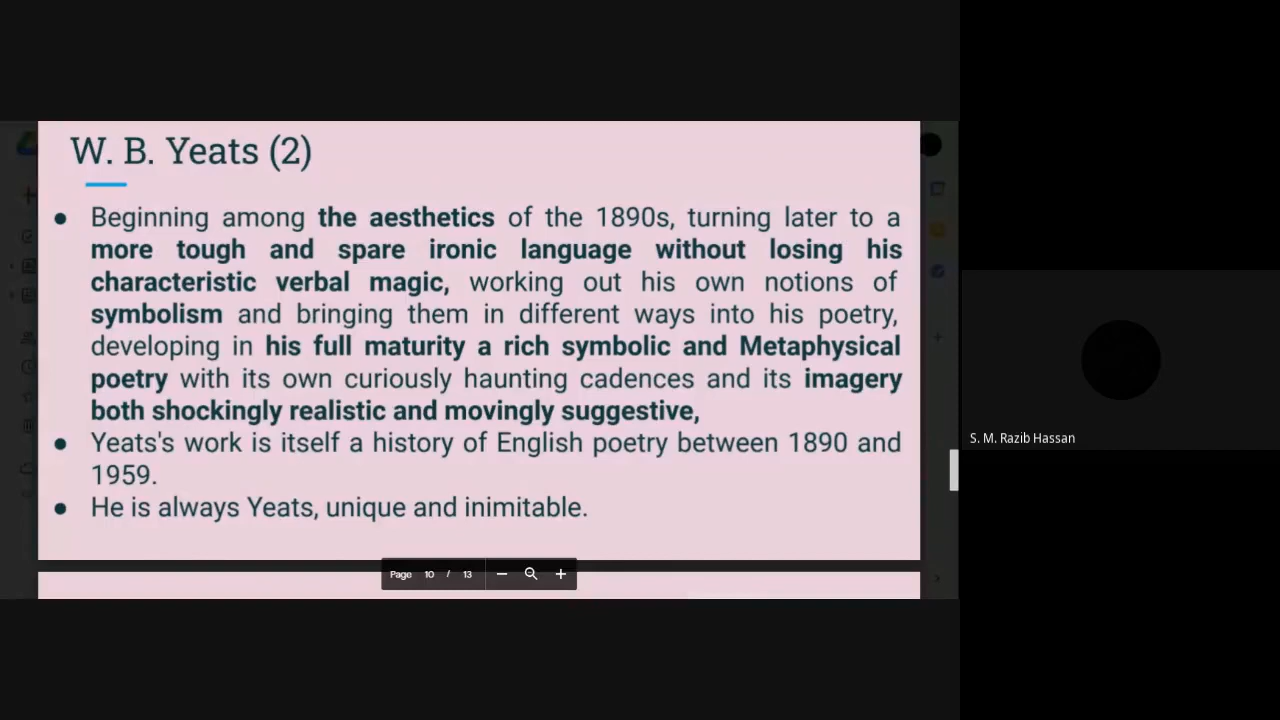 W. B. Yeats (2)
● Beginning among the aesthetics of the 1890s, turning later to a
more tough and spare ironic language without losing his
characteristic verbal magic, working out his own notions of
symbolism and bringing them in different ways into his poetry,
developing in his full maturity a rich symbolic and Metaphysical
poetry with its own curiously haunting cadences and its imagery
both shockingly realistic and movingly suggestive,
● Yeats's work is itself a history of English poetry between 1890 and
1959.
● He is always Yeats, unique and inimitable.
Page 10 / 13
S. M. Razib Hassan